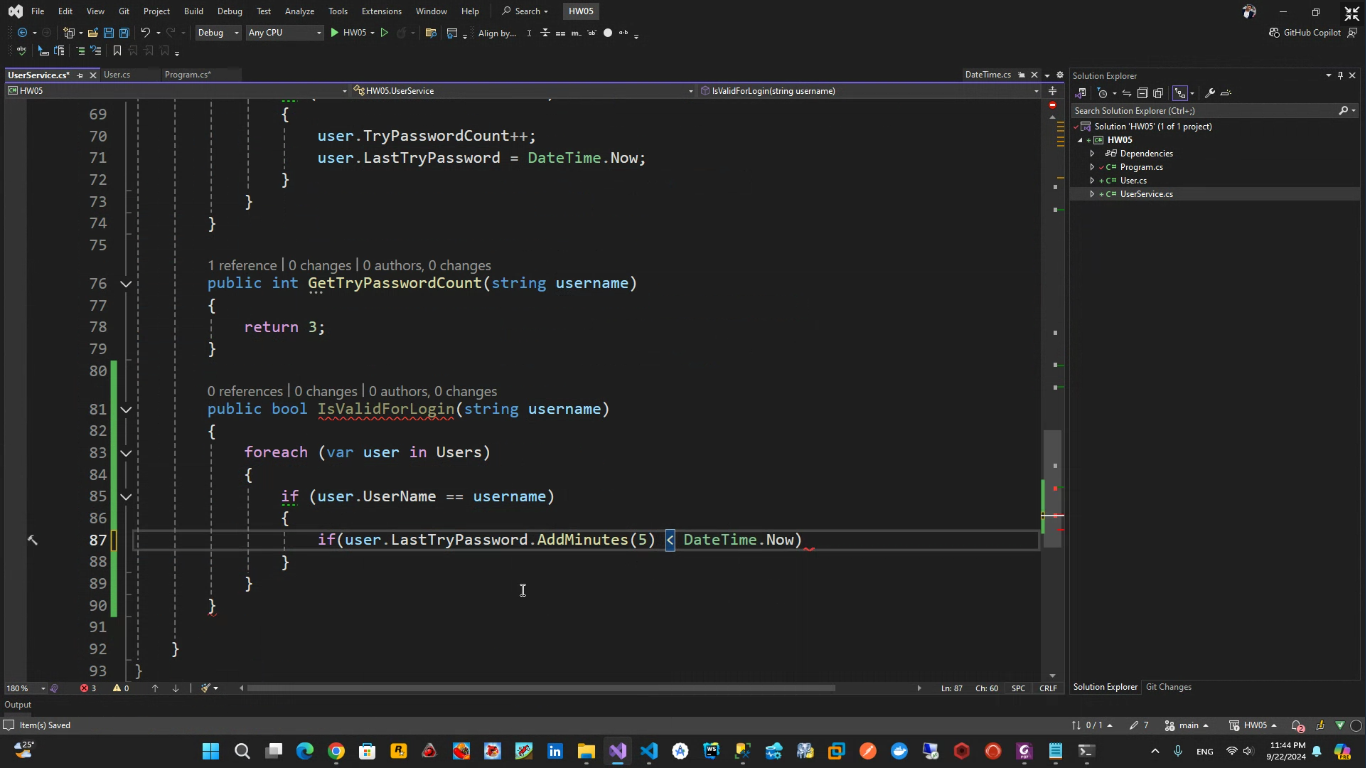 File Edit View Git Project Build Debug Test Analyze Tools Extensions Window Help Search HW05
Debug Any CPU HW05 Align by... GitHub Copilot
UserService.cs* User.cs Program.cs* DateTime.cs
HW05 HW05.UserService IsValidForLogin(string username)
69 {
70 user.TryPasswordCount++;
71 user.LastTryPassword = DateTime.Now;
72 }
73 }
74 }
75
1 reference | 0 changes | 0 authors, 0 changes
76 public int GetTryPasswordCount(string username)
77 {
78 return 3;
79 }
80
0 references | 0 changes | 0 authors, 0 changes
81 public bool IsValidForLogin(string username)
82 {
83 foreach (var user in Users)
84 {
85 if (user.UserName == username)
86 {
87 if(user.LastTryPassword.AddMinutes(5) < DateTime.Now)
88 }
89 }
90 }
91
92 }
93 }
180 % 3 0 Ln: 87 Ch: 60 SPC CRLF
Solution Explorer
Search Solution Explorer (Ctrl+;)
Solution 'HW05' (1 of 1 project)
HW05
Dependencies
Program.cs
User.cs
UserService.cs
Solution Explorer Git Changes
Output
Item(s) Saved 0 / 1 7 main HW05 2
25° ENG 11:44 PM
9/22/2024